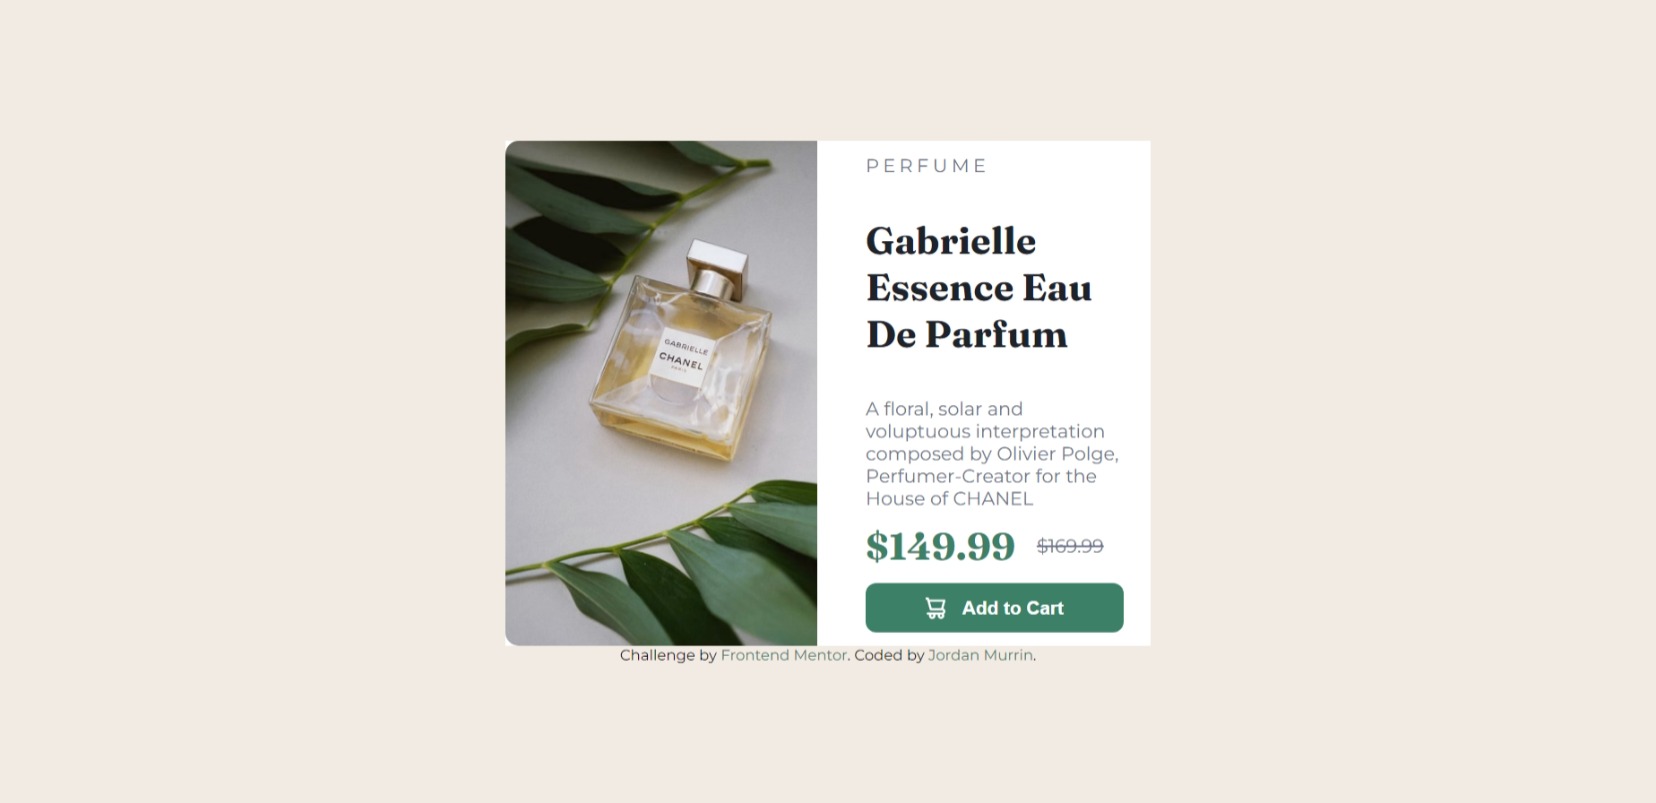 PERFUME
Gabrielle
Essence Eau
De Parfum
GABRIELLE
CHANEL
PARIS
A floral, solar and
voluptuous interpretation
composed by Olivier Polge,
Perfumer-Creator for the
House of CHANEL
$149.99 $169.99
Add to Cart
Challenge by Frontend Mentor. Coded by Jordan Murrin.